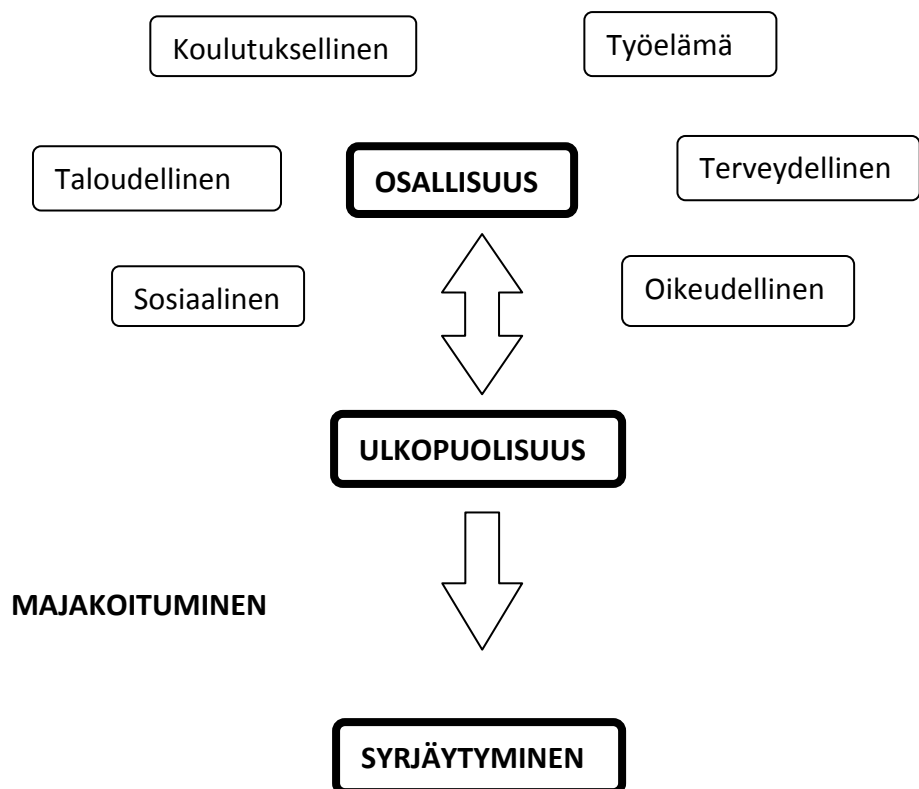 Koulutuksellinen
Työelämä
Taloudellinen
OSALLISUUS
Terveydellinen
Sosiaalinen
Oikeudellinen
ULKOPUOLISUUS
MAJAKOITUMINEN
SYRJÄYTYMINEN